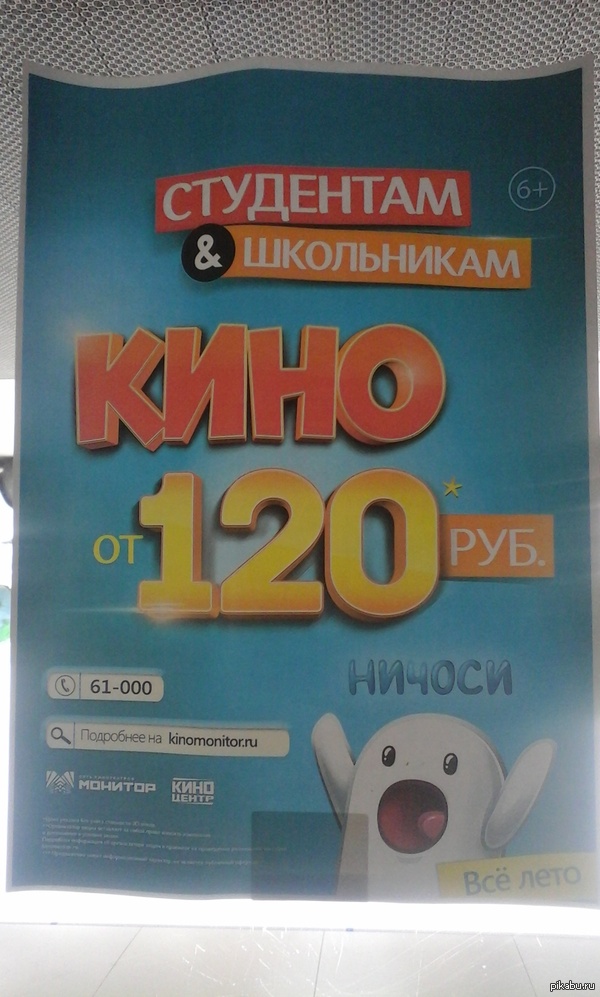 СТУДЕНТАМ
6+
& ШКОЛЬНИКАМ
КИНО
ОТ 120* РУБ.
НИЧОСИ
61-000
Подробнее на kinomonitor.ru
МОНИТОР
КИНО
ЦЕНТР
Всё лето
pikabu.ru